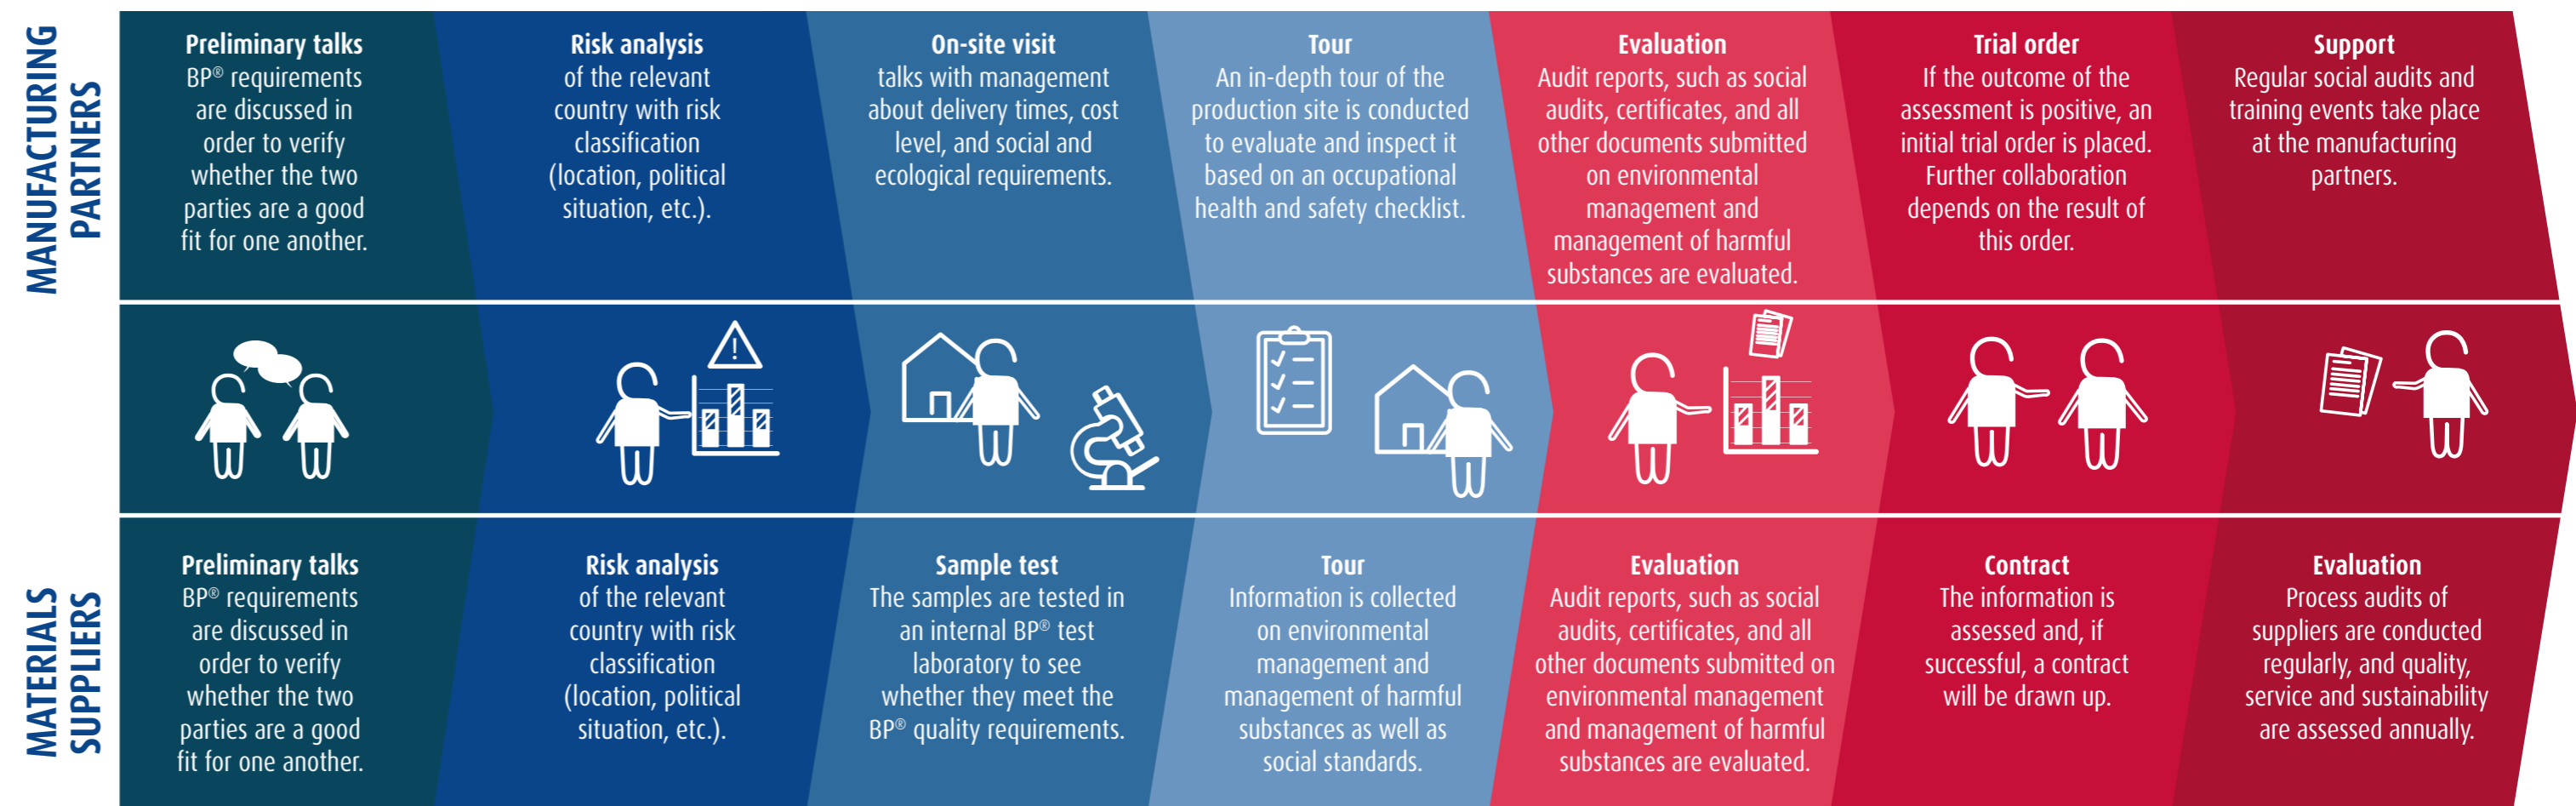 MANUFACTURING
PARTNERS
Preliminary talks
BP® requirements
are discussed in
order to verify
whether the two
parties are a good
fit for one another.
Risk analysis
of the relevant
country with risk
classification
(location, political
situation, etc.).
On-site visit
talks with management
about delivery times, cost
level, and social and
ecological requirements.
Tour
An in-depth tour of the
production site is conducted
to evaluate and inspect it
based on an occupational
health and safety checklist.
Evaluation
Audit reports, such as social
audits, certificates, and all
other documents submitted
on environmental
management and
management of harmful
substances are evaluated.
Trial order
If the outcome of the
assessment is positive, an
initial trial order is placed.
Further collaboration
depends on the result of
this order.
Support
Regular social audits and
training events take place
at the manufacturing
partners.
MATERIALS
SUPPLIERS
Preliminary talks
BP® requirements
are discussed in
order to verify
whether the two
parties are a good
fit for one another.
Risk analysis
of the relevant
country with risk
classification
(location, political
situation, etc.).
Sample test
The samples are tested in
an internal BP® test
laboratory to see
whether they meet the
BP® quality requirements.
Tour
Information is collected
on environmental
management and
management of harmful
substances as well as
social standards.
Evaluation
Audit reports, such as social
audits, certificates, and all
other documents submitted on
environmental management
and management of harmful
substances are evaluated.
Contract
The information is
assessed and, if
successful, a contract
will be drawn up.
Evaluation
Process audits of
suppliers are conducted
regularly, and quality,
service and sustainability
are assessed annually.